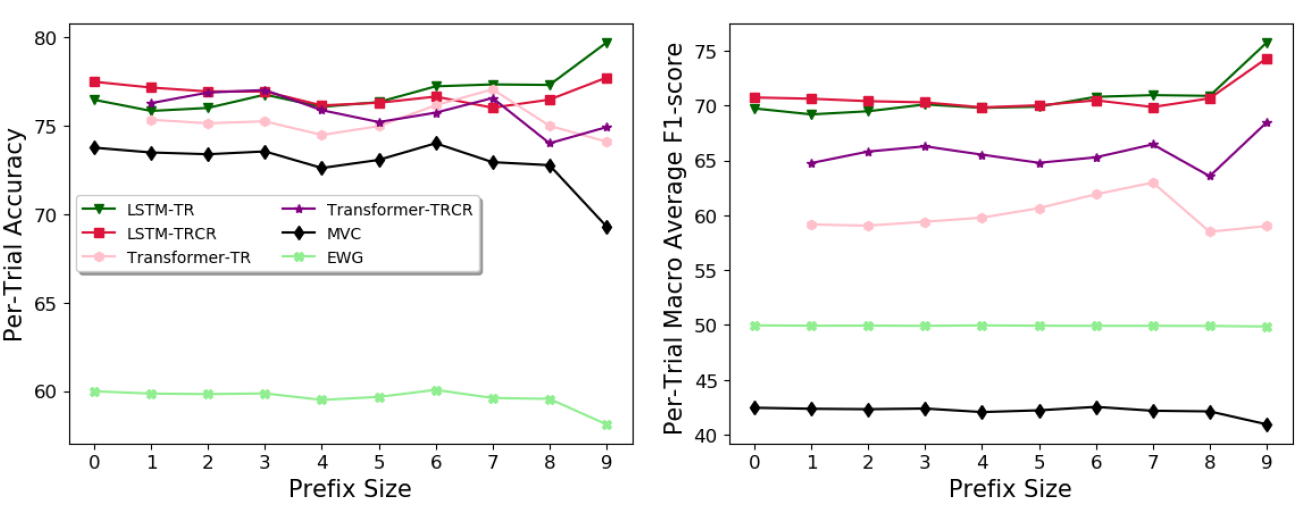 80
75
70
65
60
Per-Trial Accuracy
LSTM-TR
LSTM-TRCR
Transformer-TR
Transformer-TRCR
MVC
EWG
0 1 2 3 4 5 6 7 8 9
Prefix Size
75
70
65
60
55
50
45
40
Per-Trial Macro Average F1-score
0 1 2 3 4 5 6 7 8 9
Prefix Size